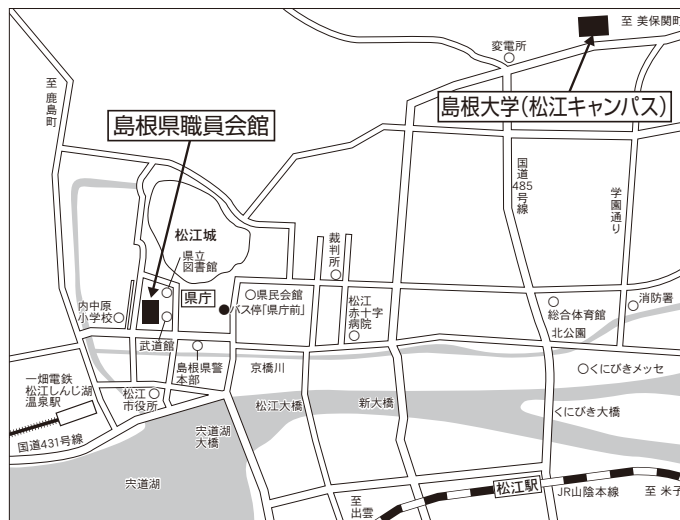 至 美保関町
変電所
至
鹿
島
町
島根大学(松江キャンパス)
島根県職員会館
国
道
485
号
線
学
園
通
り
松江城
県立
図書館
裁
判
所
県庁
県民会館
バス停「県庁前」
内中原
小学校
松江
赤十字
病院
総合体育館
北公園
消防署
武道館
島根県警
本部
京橋川
くにびきメッセ
一畑電鉄
松江しんじ湖
温泉駅
松江
市役所
松江大橋
新大橋
くにびき大橋
国道431号線
宍道湖
大橋
宍道湖
松江駅
至
出雲
JR山陰本線
至 米子